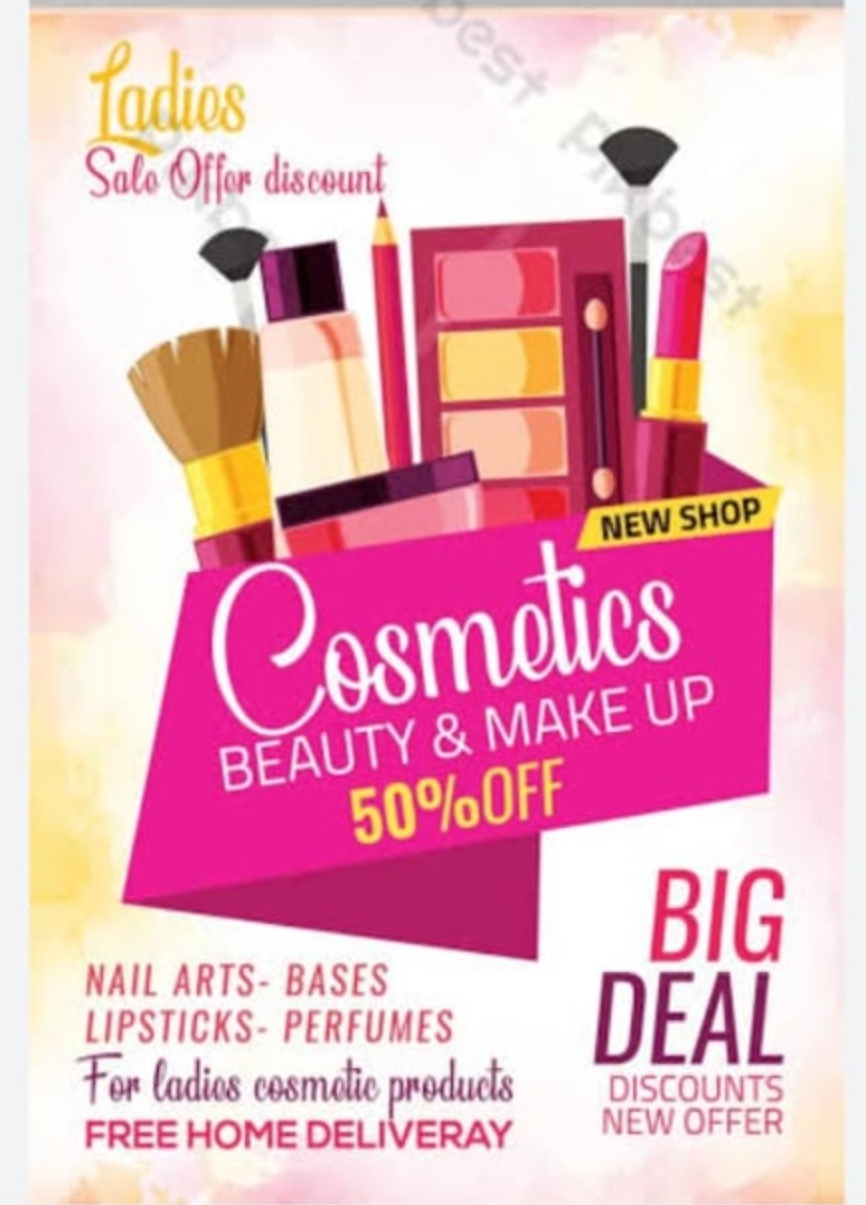 Ladies
Sale Offer discount
NEW SHOP
Cosmetics
BEAUTY & MAKE UP
50%OFF
BIG
DEAL
DISCOUNTS
NEW OFFER
NAIL ARTS- BASES
LIPSTICKS- PERFUMES
For ladies cosmetic products
FREE HOME DELIVERAY